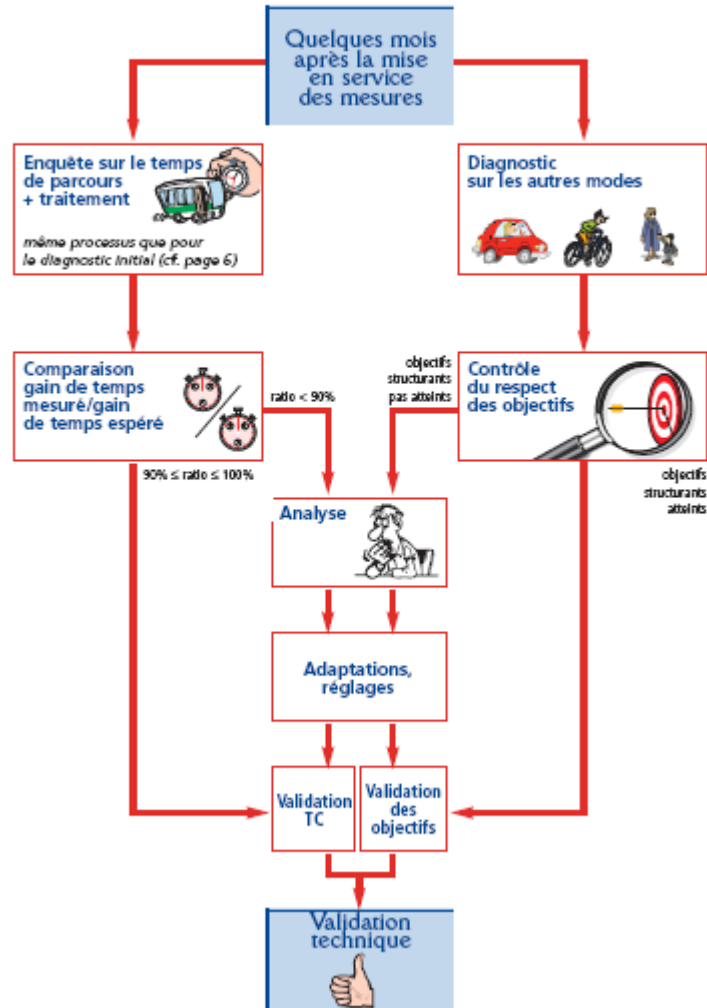 Quelques mois
après la mise
en service
des mesures
Enquête sur le temps
de parcours
+ traitement
même processus que pour
le diagnostic initial (cf. page 6)
Diagnostic
sur les autres modes
Comparaison
gain de temps
mesuré/gain
de temps espéré
ratio < 90%
90% ≤ ratio ≤ 100%
objectifs
structurants
pas atteints
Contrôle
du respect
des objectifs
objectifs
structurants
atteints
Analyse
Adaptations,
réglages
Validation
TC
Validation
des
objectifs
Validation
technique